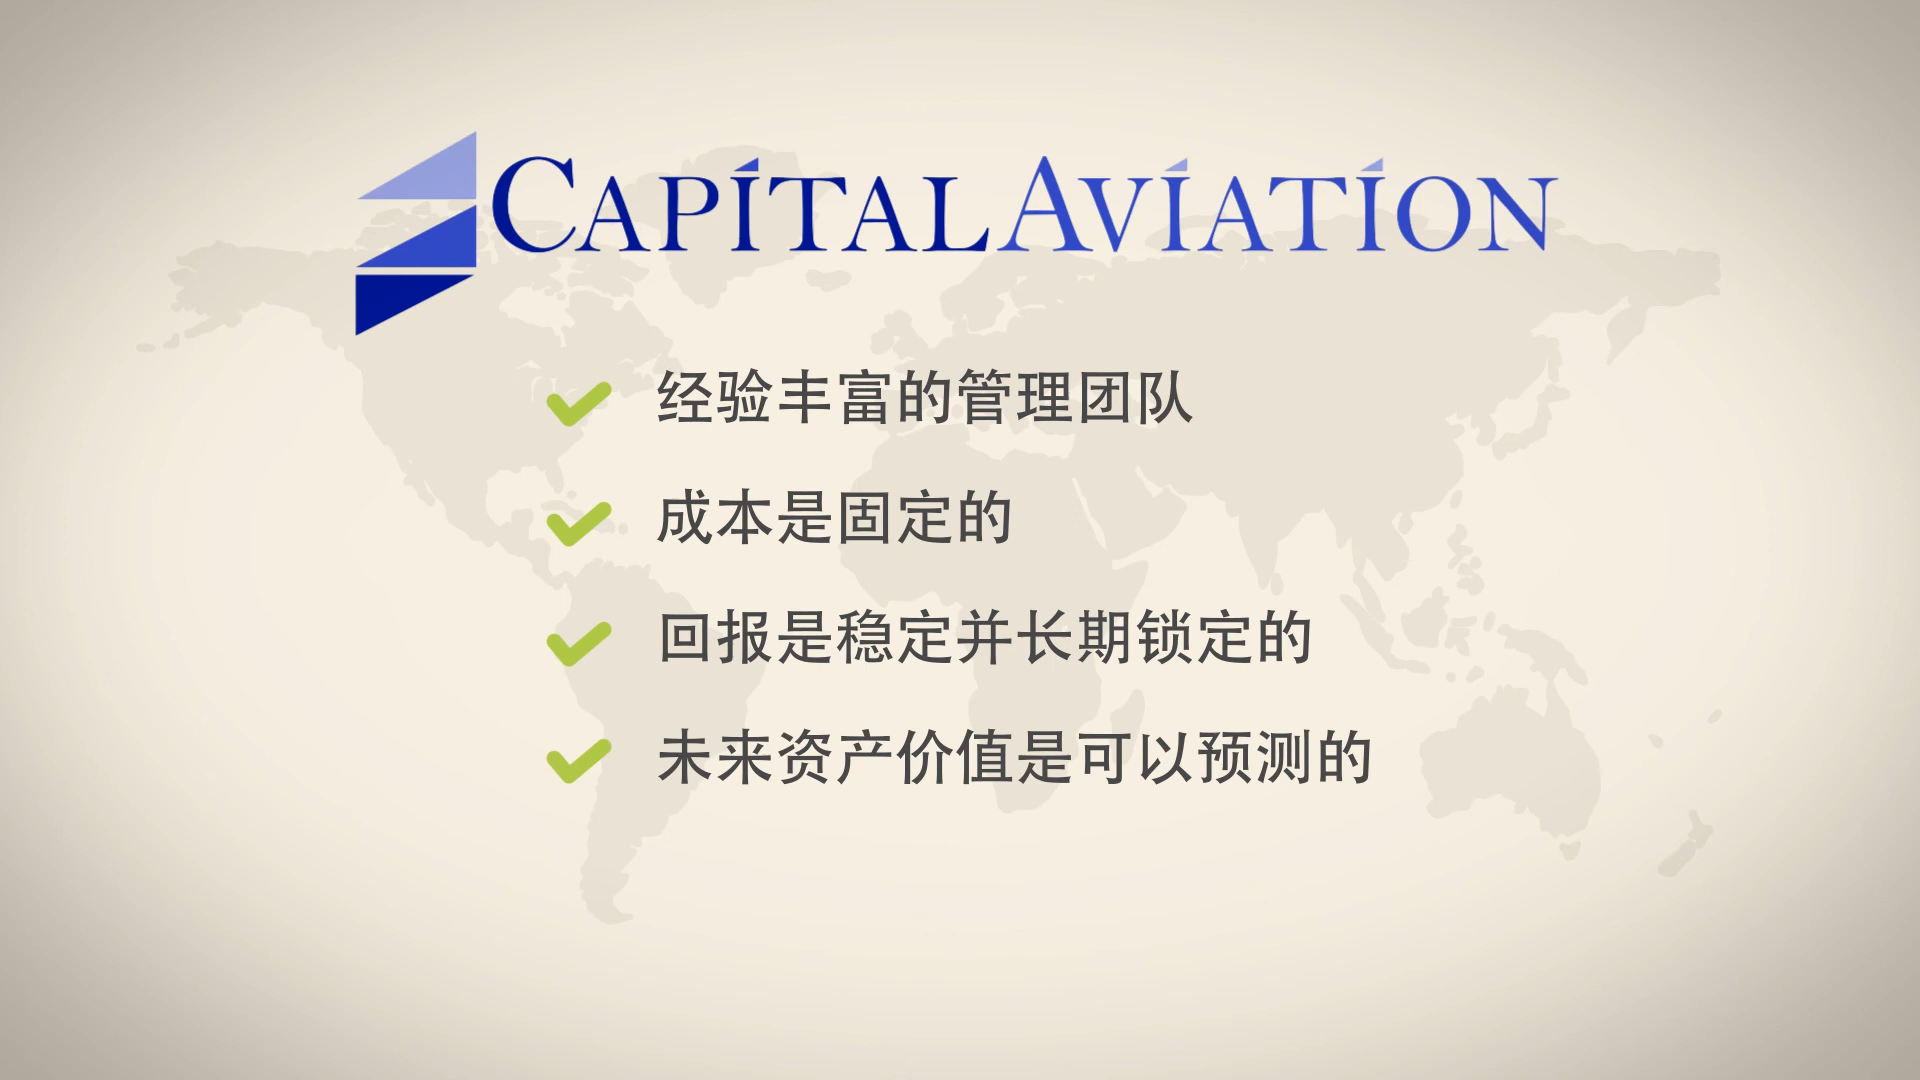 CAPITAL AVIATION
经验丰富的管理团队
成本是固定的
回报是稳定并长期锁定的
未来资产价值是可以预测的